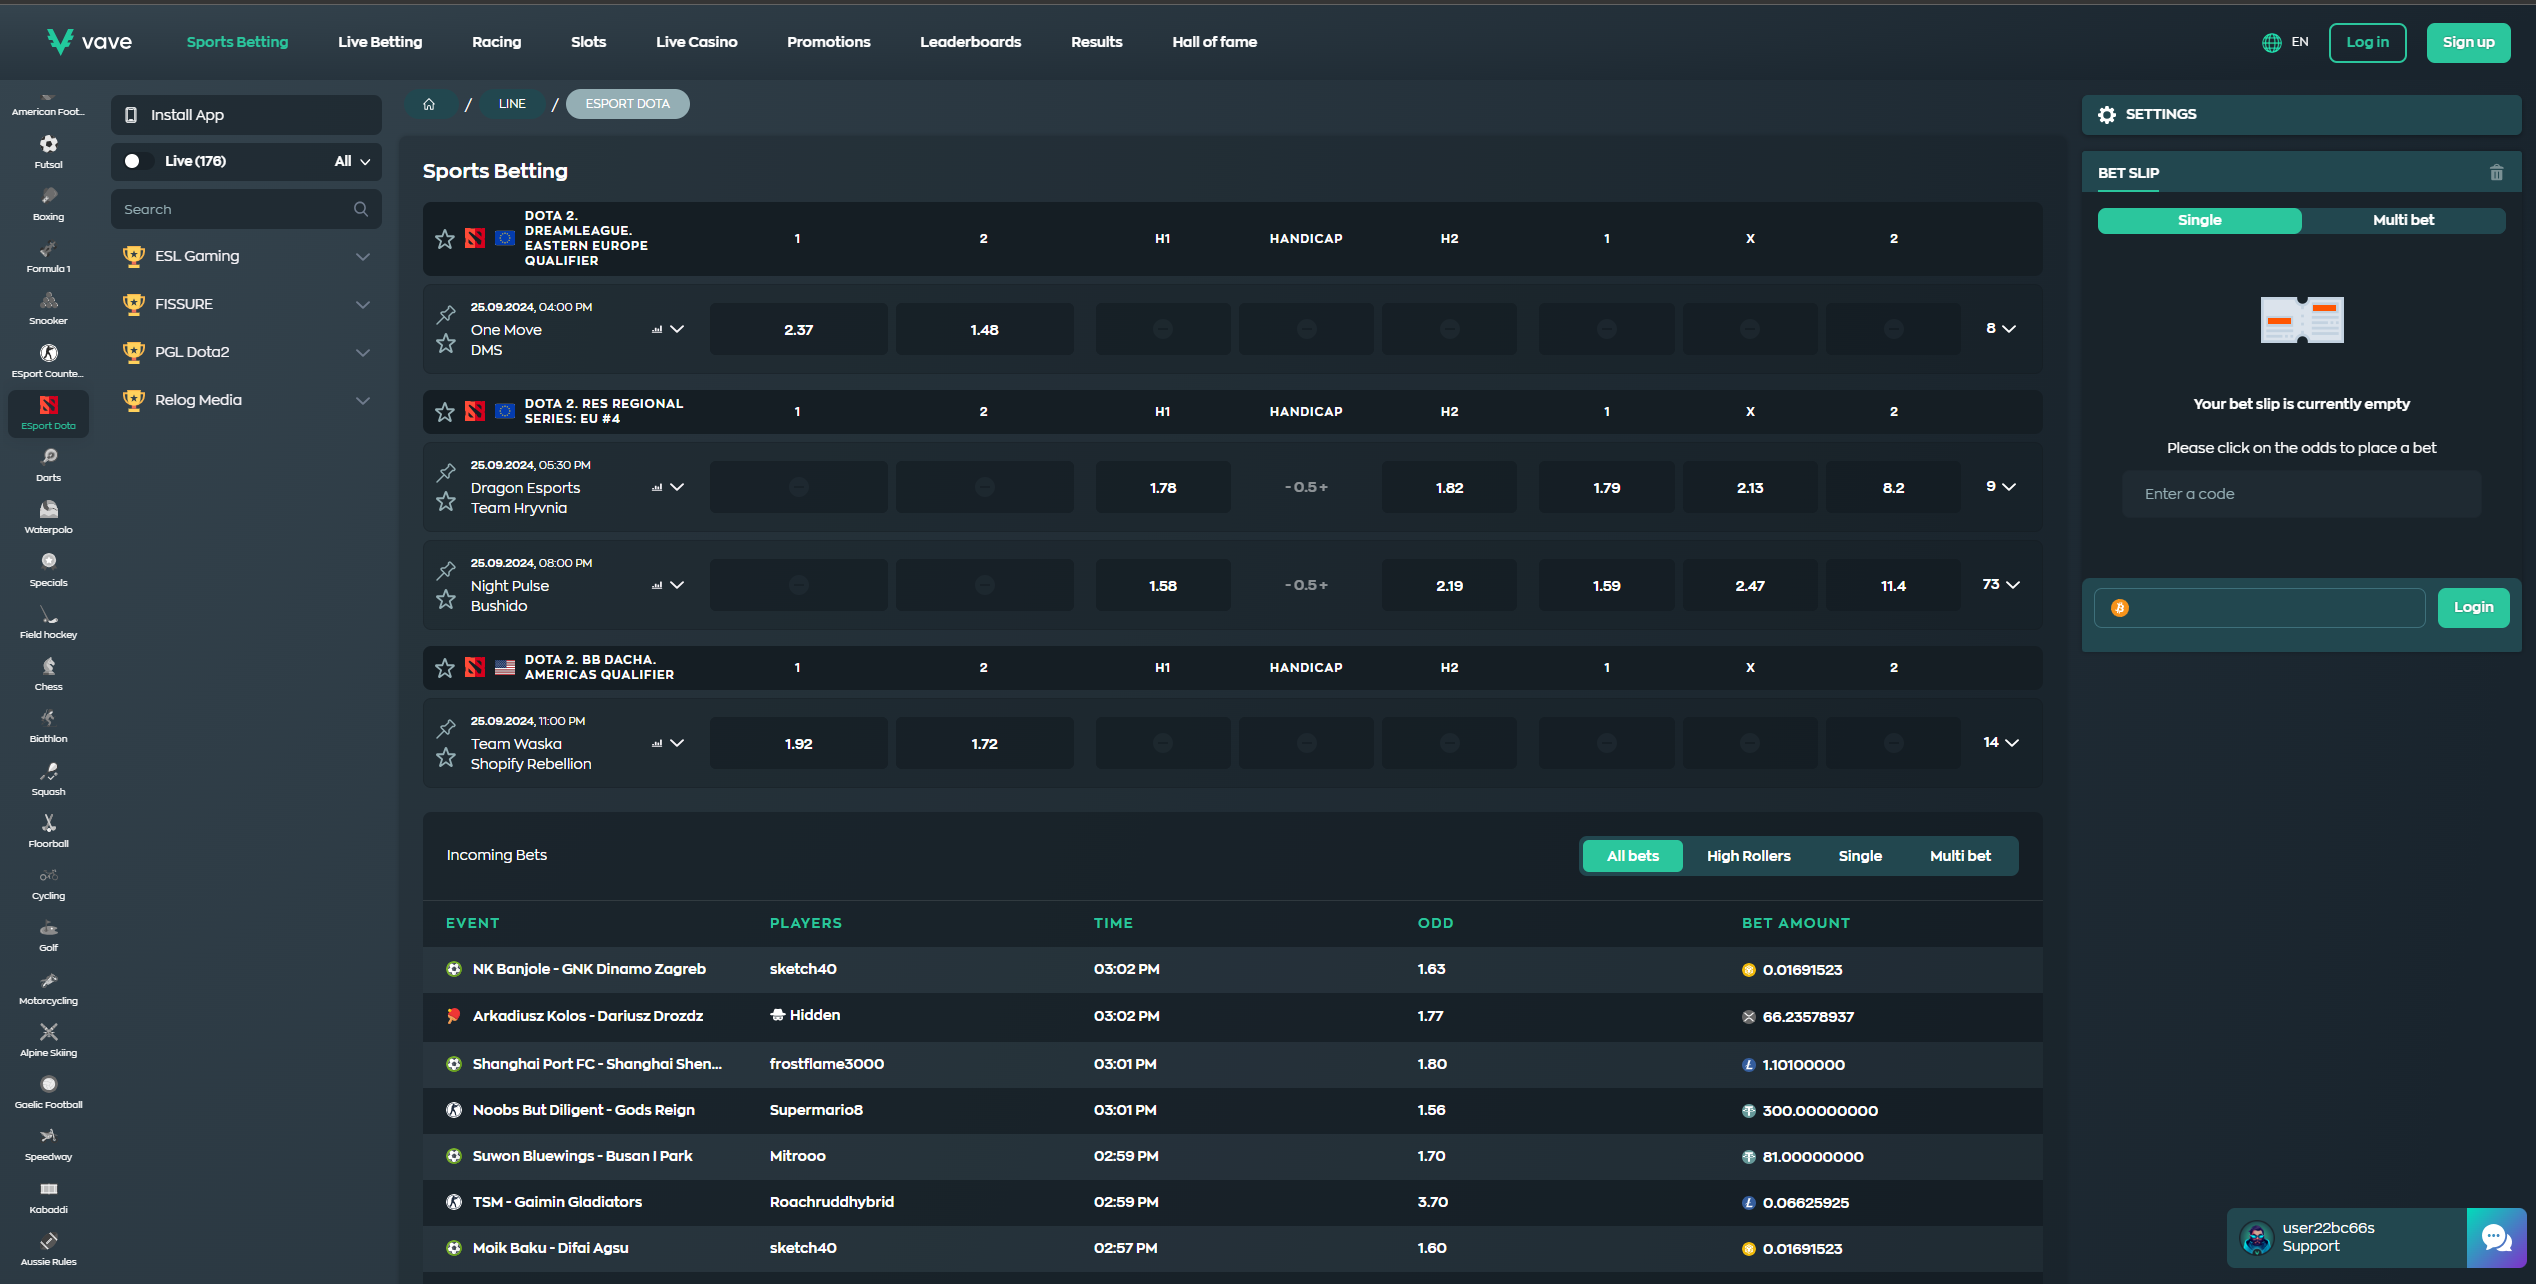 vave
Sports Betting
Live Betting
Racing
Slots
Live Casino
Promotions
Leaderboards
Results
Hall of fame
EN
Log in
Sign up
American Foot...
Futsal
Boxing
Formula 1
Snooker
ESport Counte...
ESport Dota
Darts
Waterpolo
Specials
Field hockey
Chess
Biathlon
Squash
Floorball
Cycling
Golf
Motorcycling
Alpine Skiing
Gaelic Football
Speedway
Kabaddi
Aussie Rules
Install App
Live (176)
All
Search
ESL Gaming
FISSURE
PGL Dota2
Relog Media
/ LINE / ESPORT DOTA
Sports Betting
DOTA 2.
DREAMLEAGUE.
EASTERN EUROPE
QUALIFIER
1 2 H1 HANDICAP H2 1 X 2
25.09.2024, 04:00 PM
One Move
DMS
2.37 1.48 8
DOTA 2. RES REGIONAL
SERIES: EU #4
1 2 H1 HANDICAP H2 1 X 2
25.09.2024, 05:30 PM
Dragon Esports
Team Hryvnia
1.78 - 0.5 + 1.82 1.79 2.13 8.2 9
25.09.2024, 08:00 PM
Night Pulse
Bushido
1.58 - 0.5 + 2.19 1.59 2.47 11.4 73
DOTA 2. BB DACHA.
AMERICAS QUALIFIER
1 2 H1 HANDICAP H2 1 X 2
25.09.2024, 11:00 PM
Team Waska
Shopify Rebellion
1.92 1.72 14
Incoming Bets
All bets
High Rollers
Single
Multi bet
EVENT PLAYERS TIME ODD BET AMOUNT
NK Banjole - GNK Dinamo Zagreb sketch40 03:02 PM 1.63 0.01691523
Arkadiusz Kolos - Dariusz Drozdz Hidden 03:02 PM 1.77 66.23578937
Shanghai Port FC - Shanghai Shen... frostflame3000 03:01 PM 1.80 1.10100000
Noobs But Diligent - Gods Reign Supermario8 03:01 PM 1.56 300.00000000
Suwon Bluewings - Busan I Park Mitrooo 02:59 PM 1.70 81.00000000
TSM - Gaimin Gladiators Roachruddhybrid 02:59 PM 3.70 0.06625925
Moik Baku - Difai Agsu sketch40 02:57 PM 1.60 0.01691523
SETTINGS
BET SLIP
Single
Multi bet
Your bet slip is currently empty
Please click on the odds to place a bet
Enter a code
Login
user22bc66s
Support